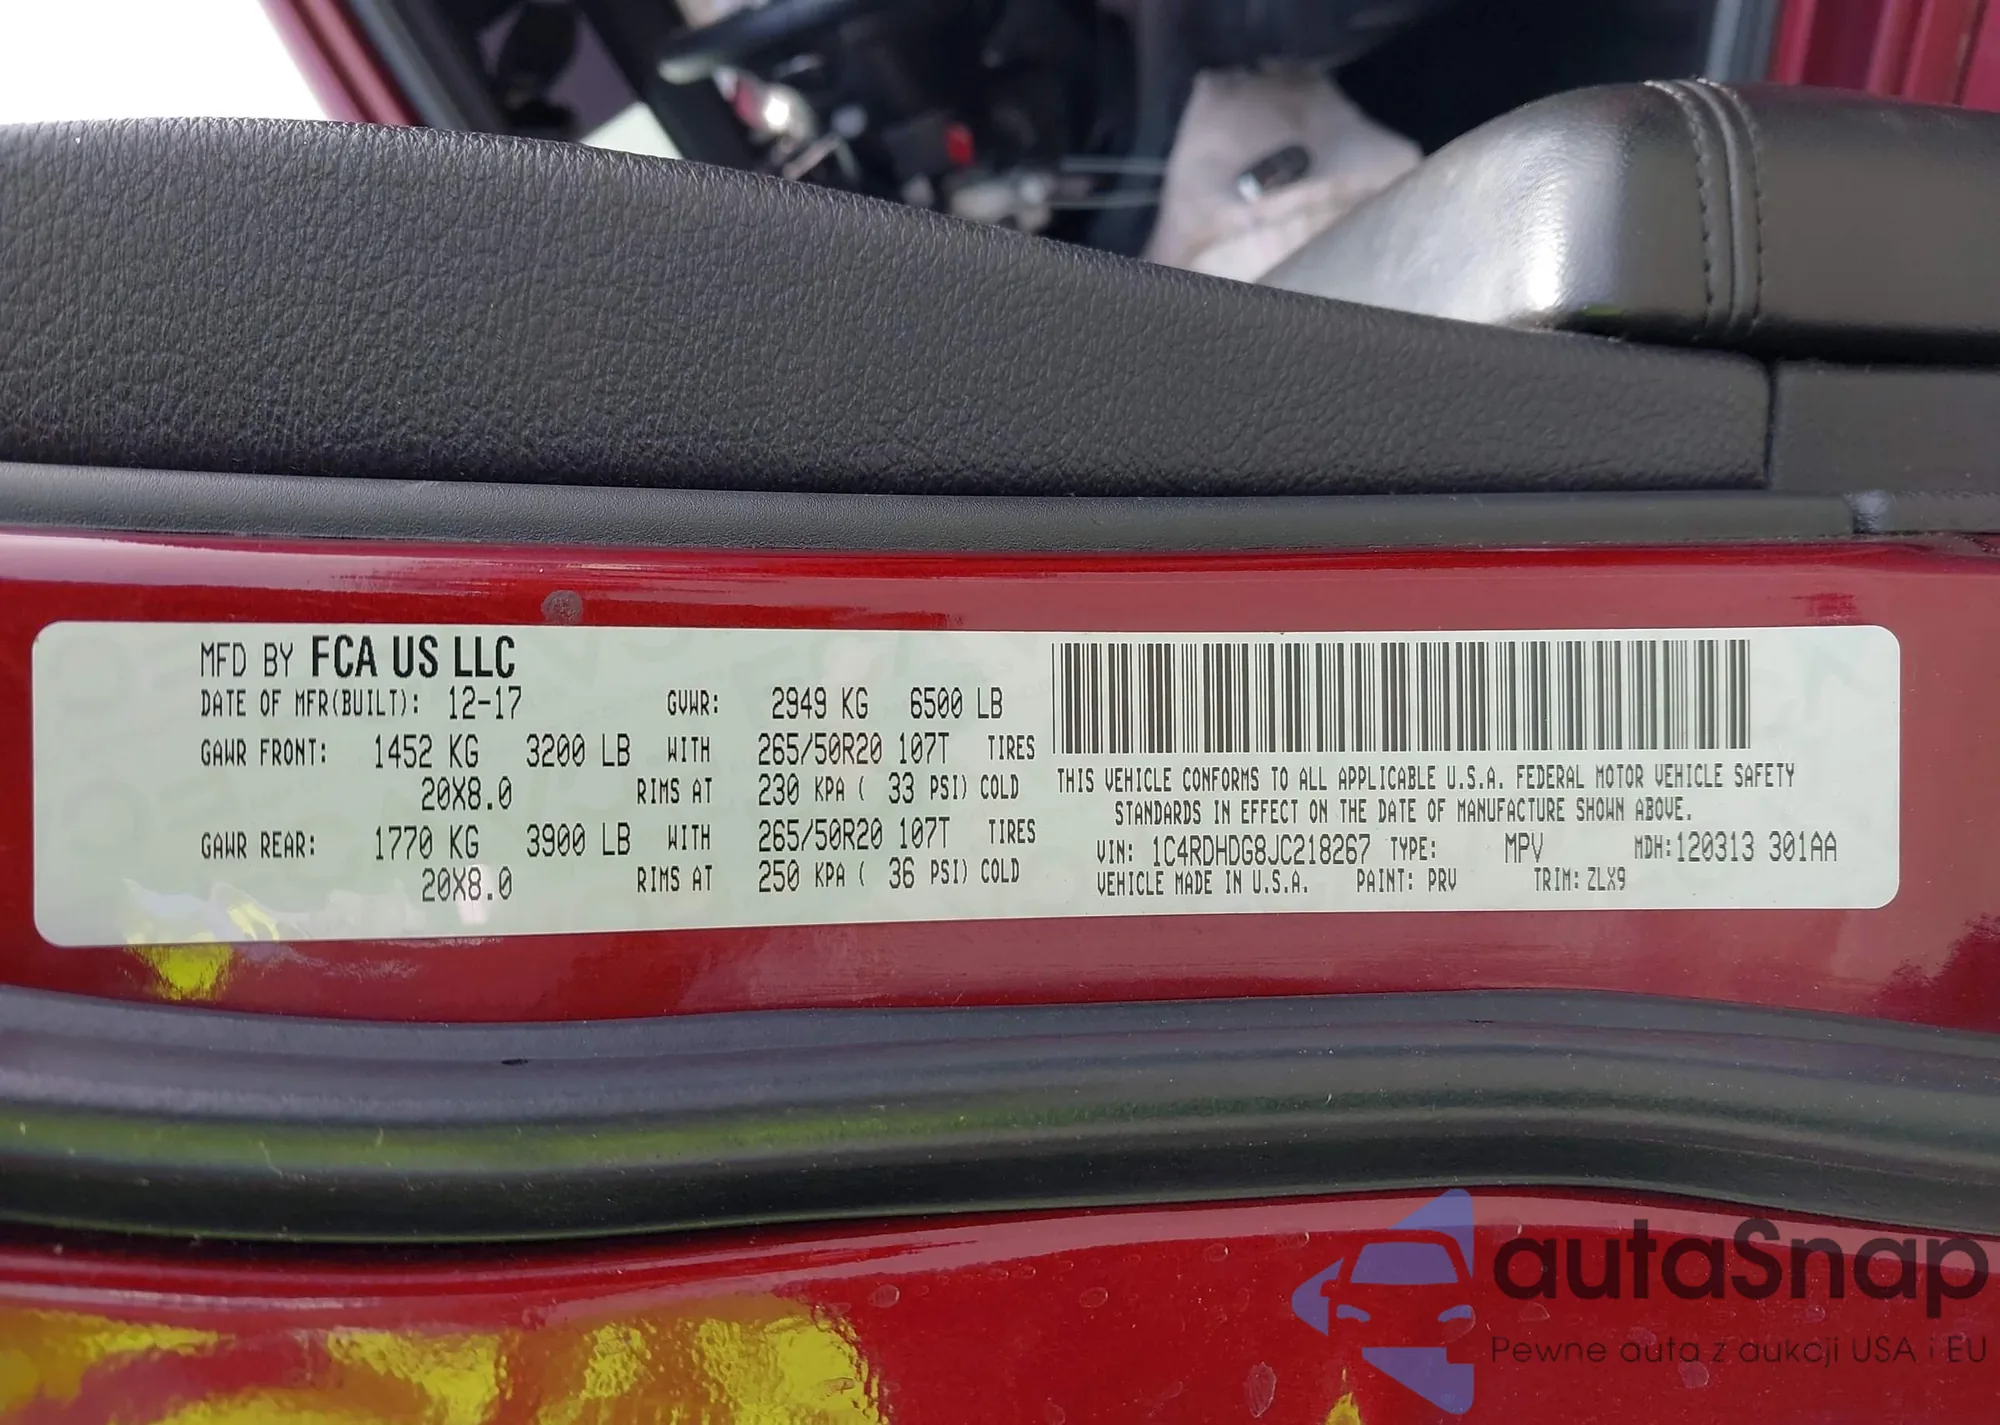 MFD BY FCA US LLC
DATE OF MFR(BUILT): 12-17 GVWR: 2949 KG 6500 LB
GAWR FRONT: 1452 KG 3200 LB WITH 265/50R20 107T TIRES
20X8.0 RIMS AT 230 KPA ( 33 PSI) COLD
GAWR REAR: 1770 KG 3900 LB WITH 265/50R20 107T TIRES
20X8.0 RIMS AT 250 KPA ( 36 PSI) COLD
THIS VEHICLE CONFORMS TO ALL APPLICABLE U.S.A. FEDERAL MOTOR VEHICLE SAFETY
STANDARDS IN EFFECT ON THE DATE OF MANUFACTURE SHOWN ABOVE.
VIN: 1C4RDHDG8JC218267 TYPE: MPV MDH:120313 301AA
VEHICLE MADE IN U.S.A. PAINT: PRV TRIM: ZLX9
autaSnap
Pewne auta z aukcji USA i EU